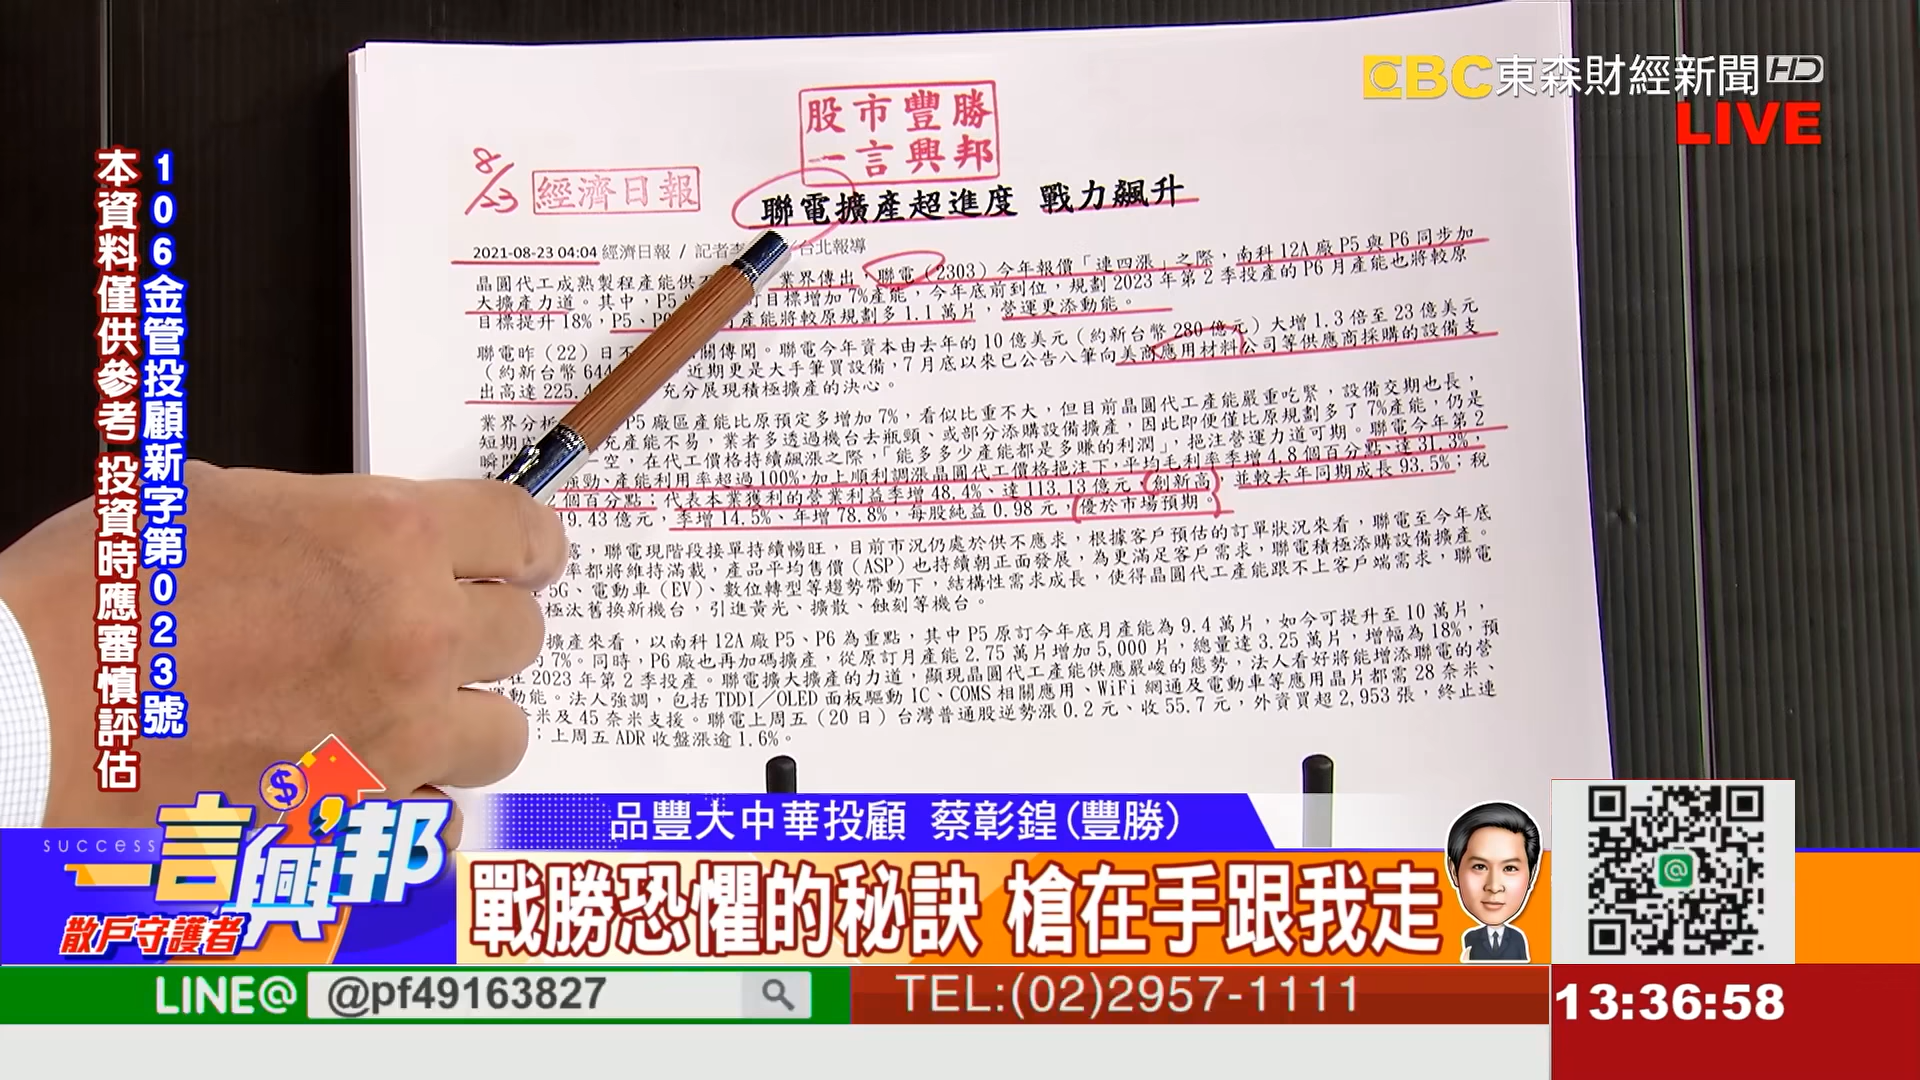 EBC東森財經新聞HD
LIVE
股市豐勝
一言興邦
8/23
經濟日報
聯電擴產超進度 戰力飆升
2021-08-23 04:04 經濟日報 / 記者李
台北報導
晶圓代工成熟製程產能供不
業界傳出,聯電(2303)今年報價「連四漲」之際,南科12A廠P5與P6同步加
大擴產力道。其中,P5
訂目標增加7%產能,今年底前到位,規劃2023年第2季投產的P6月產能也將較原
目標提升18%,P5、P6
產能將較原規劃多1.1萬片,營運更添動能。
聯電昨(22)日不
關傳聞。聯電今年資本由去年的10億美元(約新台幣280億元)大增1.3倍至23億美元
(約新台幣644
近期更是大手筆買設備,7月底以來已公告八筆向美商應用材料公司等供應商採購的設備支
出高達225.
充分展現積極擴產的決心。
業界分析
P5廠區產能比原預定多增加7%,看似比重不大,但目前晶圓代工產能嚴重吃緊,設備交期也長,
短期
充產能不易,業者多透過機台去瓶頸、或部分添購設備擴產,因此即便僅比原規劃多了7%產能,仍是
瞬間
一空,在代工價格持續飆漲之際,「能多多少產能都是多賺的利潤」,挹注營運力道可期。聯電今年第2
強勁、產能利用率超過100%,加上順利調漲晶圓代工價格挹注下,平均毛利率季增4.8個百分點、達31.3%,
個百分點;代表本業獲利的營業利益季增48.4%、達113.13億元,創新高,並較去年同期成長93.5%;稅
19.43億元,季增14.5%、年增78.8%,每股純益0.98元,優於市場預期。
露,聯電現階段接單持續暢旺,目前市況仍處於供不應求,根據客戶預估的訂單狀況來看,聯電至今年底
率都將維持滿載,產品平均售價(ASP)也持續朝正面發展,為更滿足客戶需求,聯電積極添購設備擴產。
5G、電動車(EV)、數位轉型等趨勢帶動下,結構性需求成長,使得晶圓代工產能跟不上客戶端需求,聯電
極汰舊換新機台,引進黃光、擴散、蝕刻等機台。
擴產來看,以南科12A廠P5、P6為重點,其中P5原訂今年底月產能為9.4萬片,如今可提升至10萬片,
7%。同時,P6廠也再加碼擴產,從原訂月產能2.75萬片增加5,000片,總量達3.25萬片,增幅為18%,預
在2023年第2季投產。聯電擴大擴產的力道,顯現晶圓代工產能供應嚴峻的態勢,法人看好將能增添聯電的營
運動能。法人強調,包括TDDI/OLED面板驅動IC、COMS相關應用、WiFi網通及電動車等應用晶片都需28奈米、
奈米及45奈米支援。聯電上周五(20日)台灣普通股逆勢漲0.2元、收55.7元,外資買超2,953張,終止連
;上周五ADR收盤漲逾1.6%。
106金管投顧新字第023號
本資料僅供參考 投資時應審慎評估
success
一言興邦
散戶守護者
品豐大中華投顧 蔡彰鍠(豐勝)
戰勝恐懼的秘訣 槍在手跟我走
LINE@ @pf49163827
TEL:(02)2957-1111
13:36:58